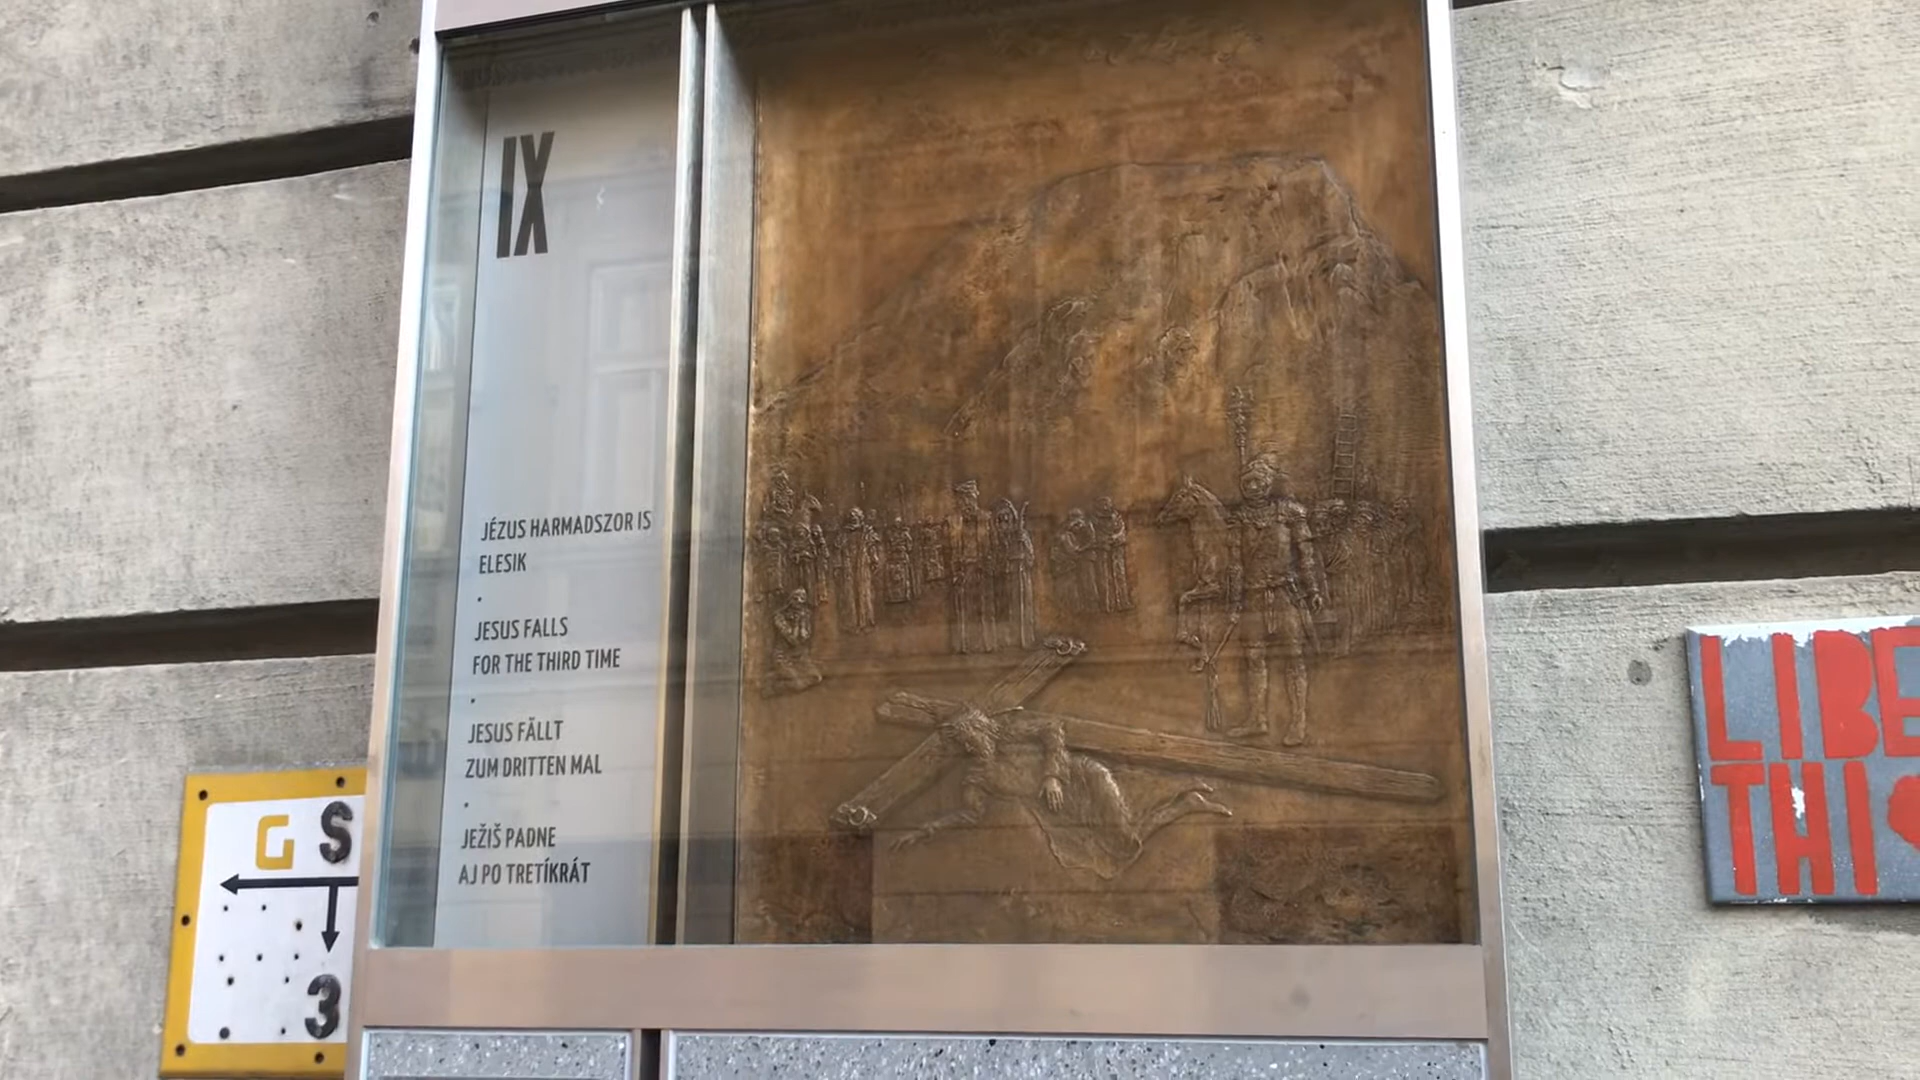 IX
JÉZUS HARMADSZOR IS
ELESIK
JESUS FALLS
FOR THE THIRD TIME
JESUS FÄLLT
ZUM DRITTEN MAL
JEŽIŠ PADNE
AJ PO TRETÍKRÁT
G S
3
LIBE
THI